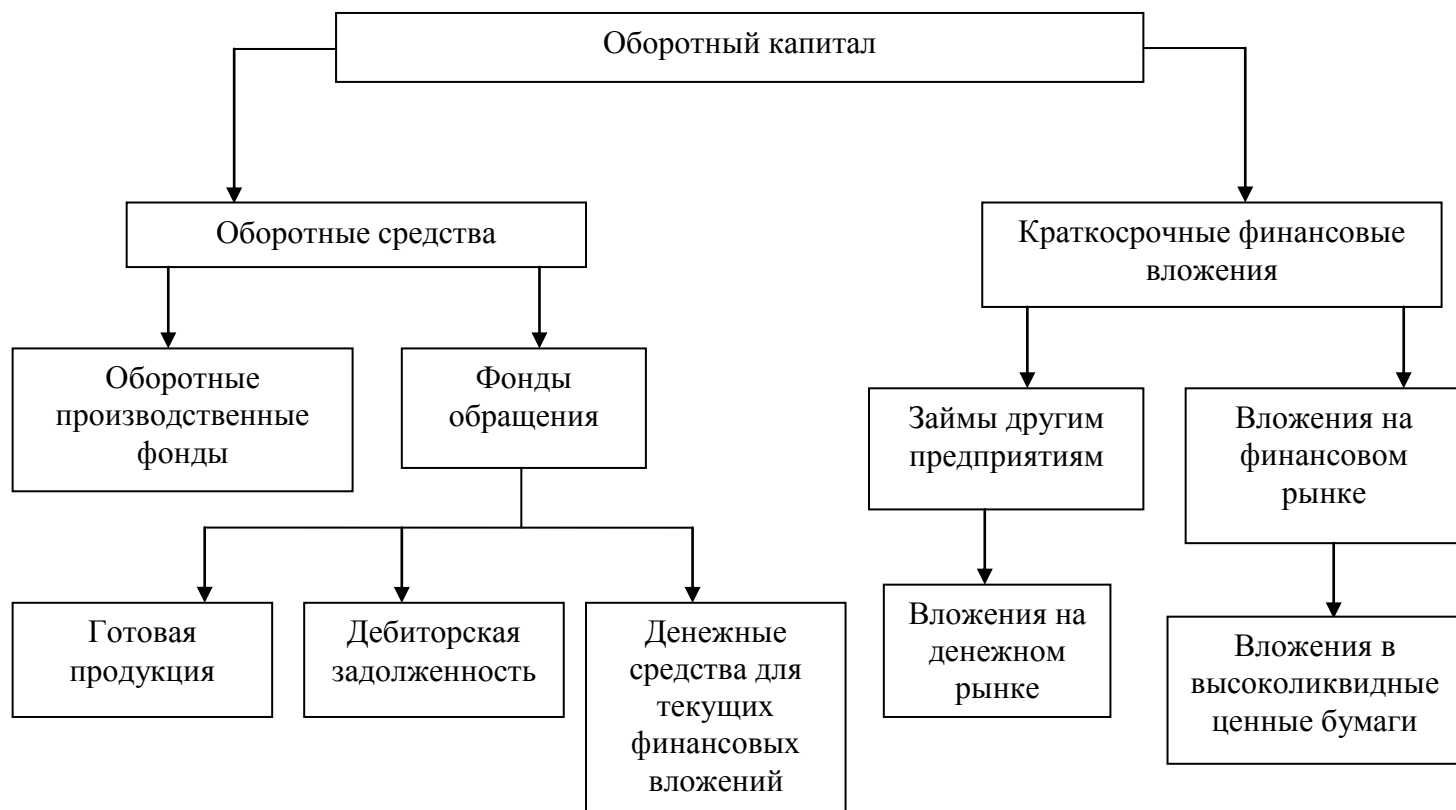 Оборотный капитал
Оборотные средства
Краткосрочные финансовые
вложения
Оборотные
производственные
фонды
Фонды
обращения
Займы другим
предприятиям
Вложения на
финансовом
рынке
Готовая
продукция
Дебиторская
задолженность
Денежные
средства для
текущих
финансовых
вложений
Вложения на
денежном
рынке
Вложения в
высоколиквидные
ценные бумаги